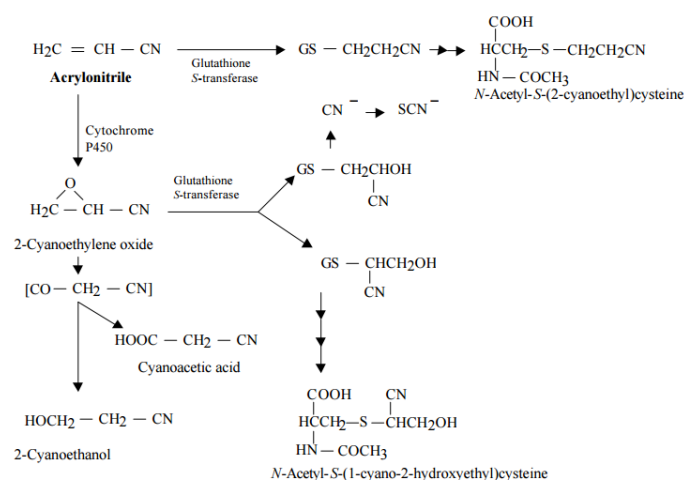 COOH
H2C = CH — CN
Glutathione
S-transferase
GS — CH2CH2CN
HCCH2—S —CH2CH2CN
HN — COCH3
Acrylonitrile
N-Acetyl-S-(2-cyanoethyl)cysteine
Cytochrome
P450
CN⁻
SCN⁻
GS — CH2CHOH
CN
O
H2C — CH — CN
Glutathione
S-transferase
2-Cyanoethylene oxide
GS — CHCH2OH
CN
[CO— CH2 — CN]
HOOC — CH2 — CN
Cyanoacetic acid
HOCH2 — CH2 — CN
2-Cyanoethanol
COOH CN
HCCH2—S —CHCH2OH
HN — COCH3
N-Acetyl-S-(1-cyano-2-hydroxyethyl)cysteine